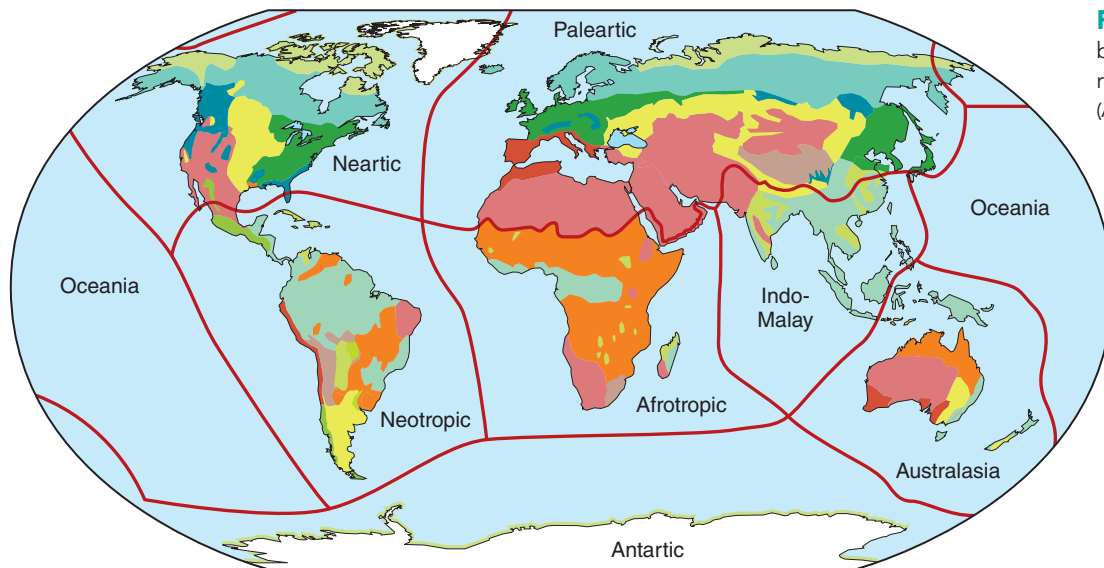 Paleartic
F
b
r
(A
Neartic
Oceania
Oceania
Indo-
Malay
Neotropic
Afrotropic
Australasia
Antartic